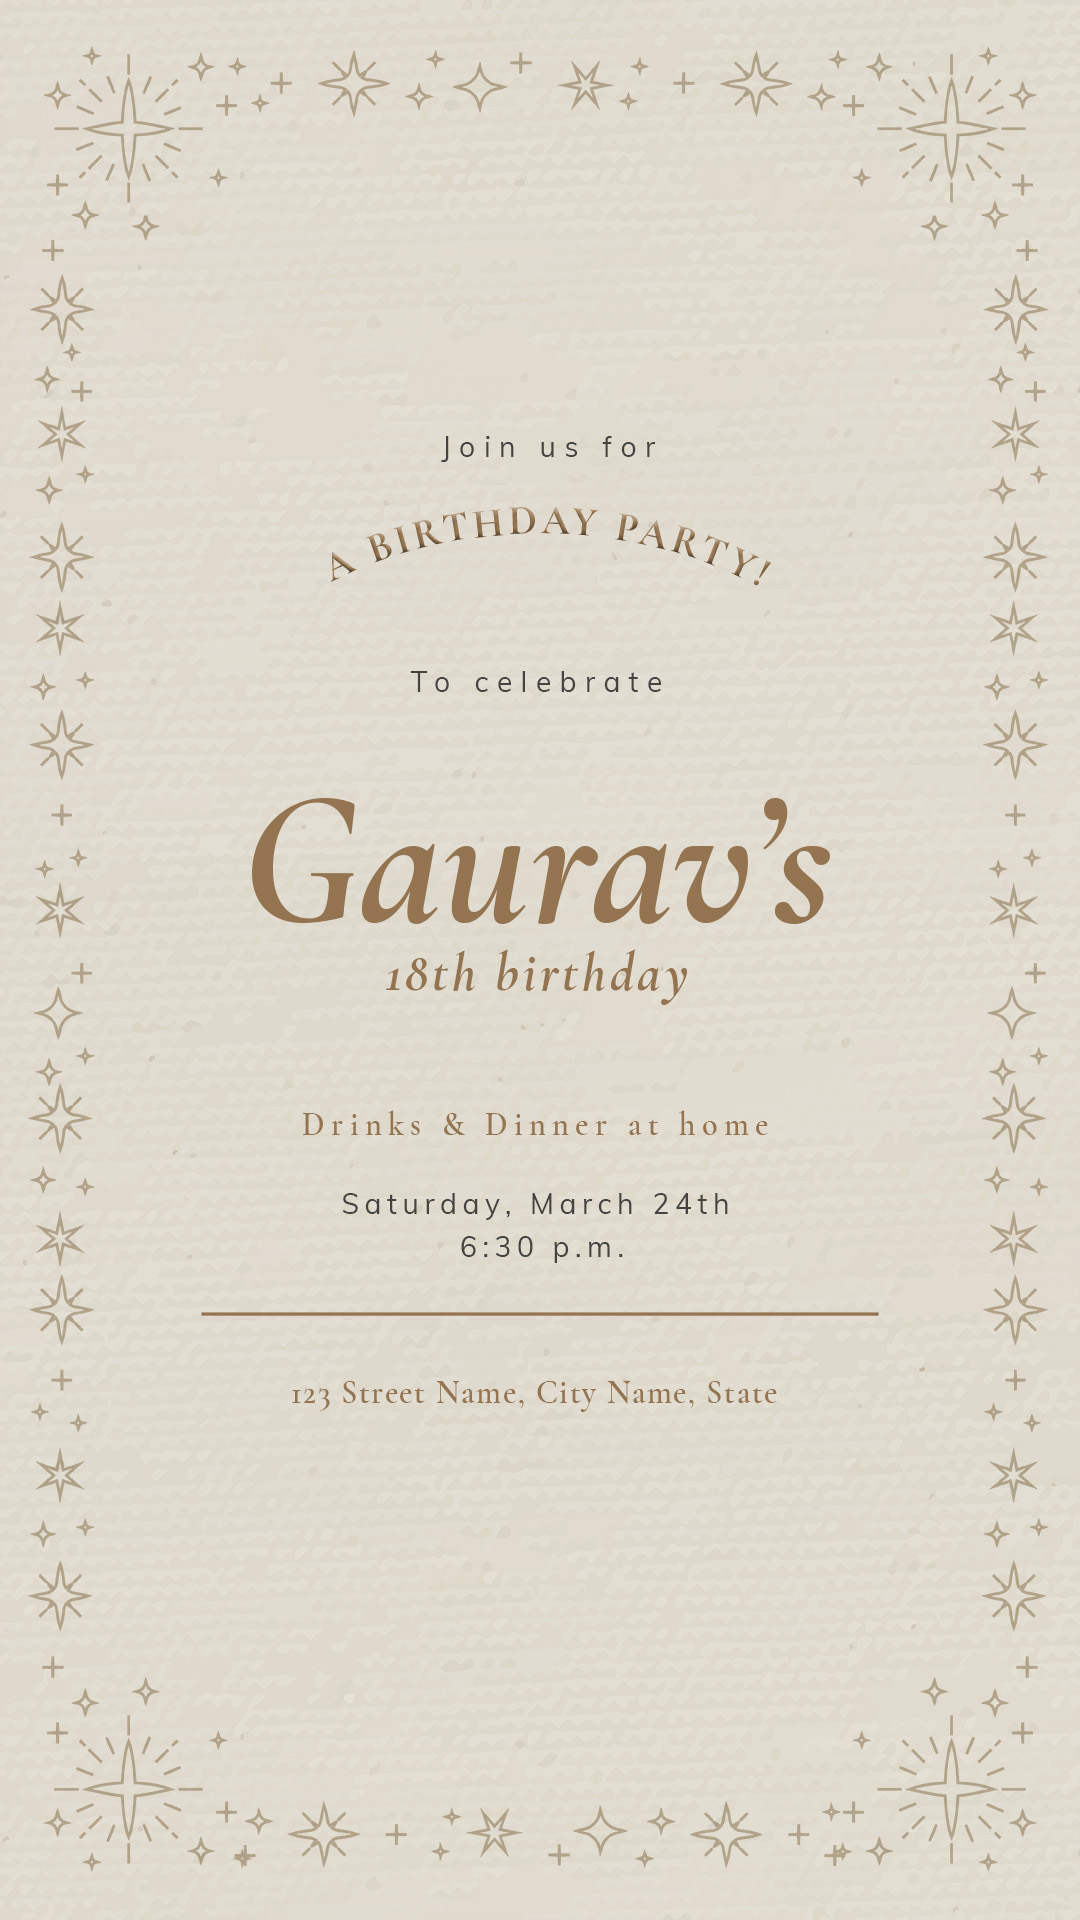 Join us for
A BIRTHDAY PARTY!
To celebrate
Gaurav’s
18th birthday
Drinks & Dinner at home
Saturday, March 24th
6:30 p.m.
123 Street Name, City Name, State